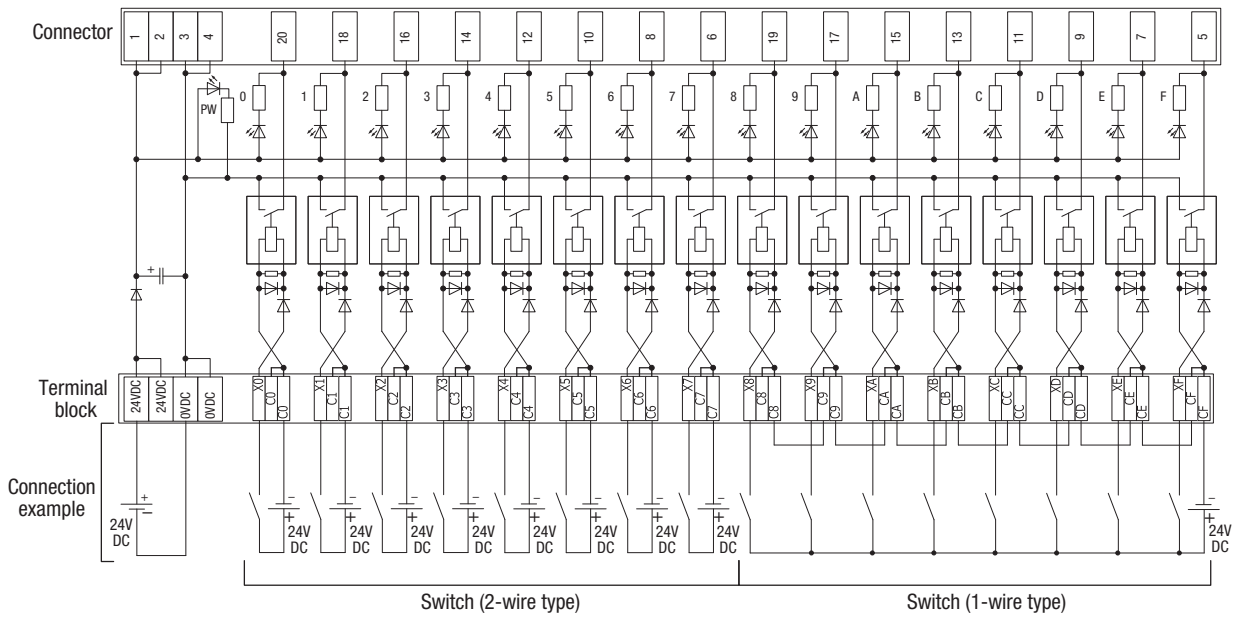 Connector
1 2 3 4 20 18 16 14 12 10 8 6 19 17 15 13 11 9 7 5
PW 0 1 2 3 4 5 6 7 8 9 A B C D E F
+
Terminal
block
24VDC 24VDC 0VDC 0VDC X0 C0 C0 X1 C1 C1 X2 C2 C2 X3 C3 C3 X4 C4 C4 X5 C5 C5 X6 C6 C6 X7 C7 C7 X8 C8 C8 X9 C9 C9 XA CA CA XB CB CB XC CC CC XD CD CD XE CE CE XF CF CF
Connection
example
+ − − − − − − − − −
− + + + + + + + + +
24V 24V 24V 24V 24V 24V 24V 24V 24V 24V
DC DC DC DC DC DC DC DC DC DC
Switch (2-wire type) Switch (1-wire type)